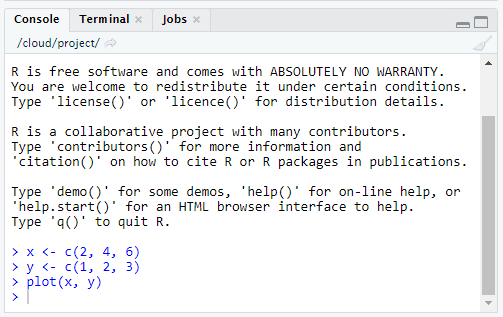 Console Terminal × Jobs ×
/cloud/project/
R is free software and comes with ABSOLUTELY NO WARRANTY.
You are welcome to redistribute it under certain conditions.
Type 'license()' or 'licence()' for distribution details.
R is a collaborative project with many contributors.
Type 'contributors()' for more information and
'citation()' on how to cite R or R packages in publications.
Type 'demo()' for some demos, 'help()' for on-line help, or
'help.start()' for an HTML browser interface to help.
Type 'q()' to quit R.
> x <- c(2, 4, 6)
> y <- c(1, 2, 3)
> plot(x, y)
>